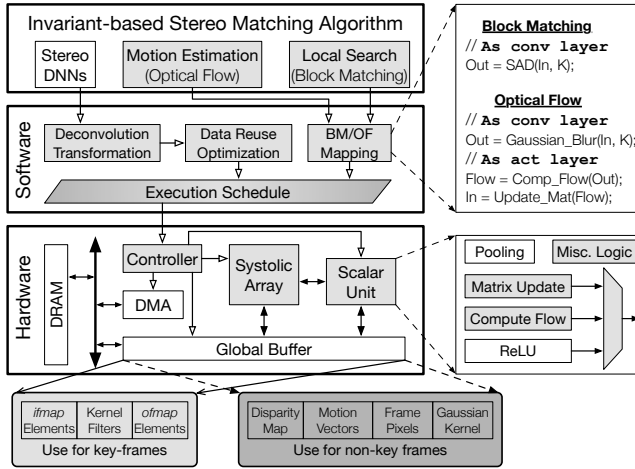 Invariant-based Stereo Matching Algorithm
Stereo
DNNs
Motion Estimation
(Optical Flow)
Local Search
(Block Matching)
Software
Deconvolution
Transformation
Data Reuse
Optimization
BM/OF
Mapping
Execution Schedule
Hardware
DRAM
Controller
DMA
Systolic
Array
Scalar
Unit
Global Buffer
ifmap
Elements
Kernel
Filters
ofmap
Elements
Use for key-frames
Disparity
Map
Motion
Vectors
Frame
Pixels
Gaussian
Kernel
Use for non-key frames
Block Matching
// As conv layer
Out = SAD(In, K);
Optical Flow
// As conv layer
Out = Gaussian_Blur(In, K);
// As act layer
Flow = Comp_Flow(Out);
In = Update_Mat(Flow);
Pooling
Misc. Logic
Matrix Update
Compute Flow
ReLU